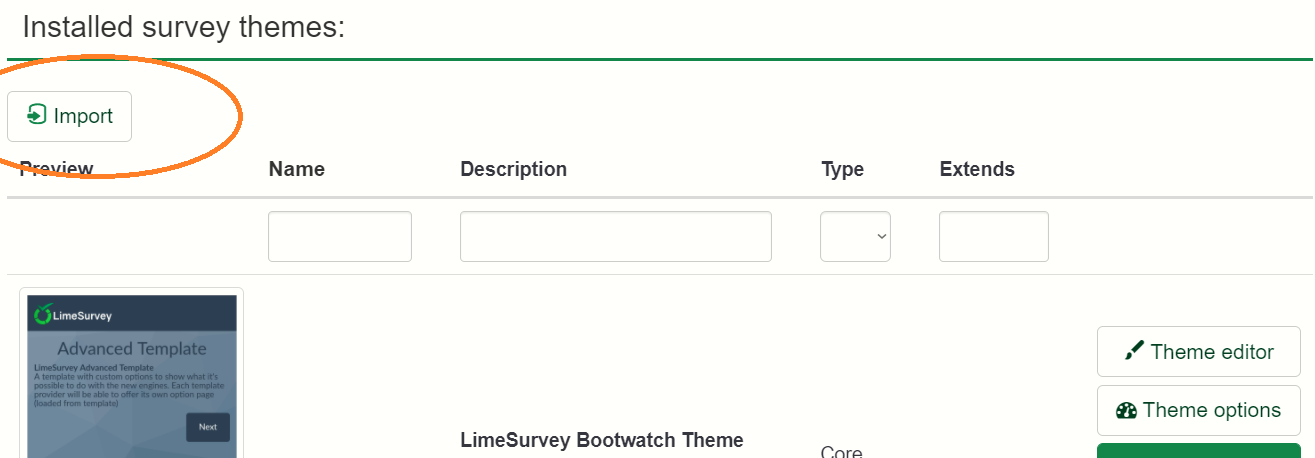 Installed survey themes:
Import
Preview
Name
Description
Type
Extends
LimeSurvey
Advanced Template
LimeSurvey Advanced Template
A template with custom options to show what it's
possible to do with the new engines. Each template
provider will be able to offer its own option page
(loaded from template)
Next
LimeSurvey Bootwatch Theme
Core
Theme editor
Theme options